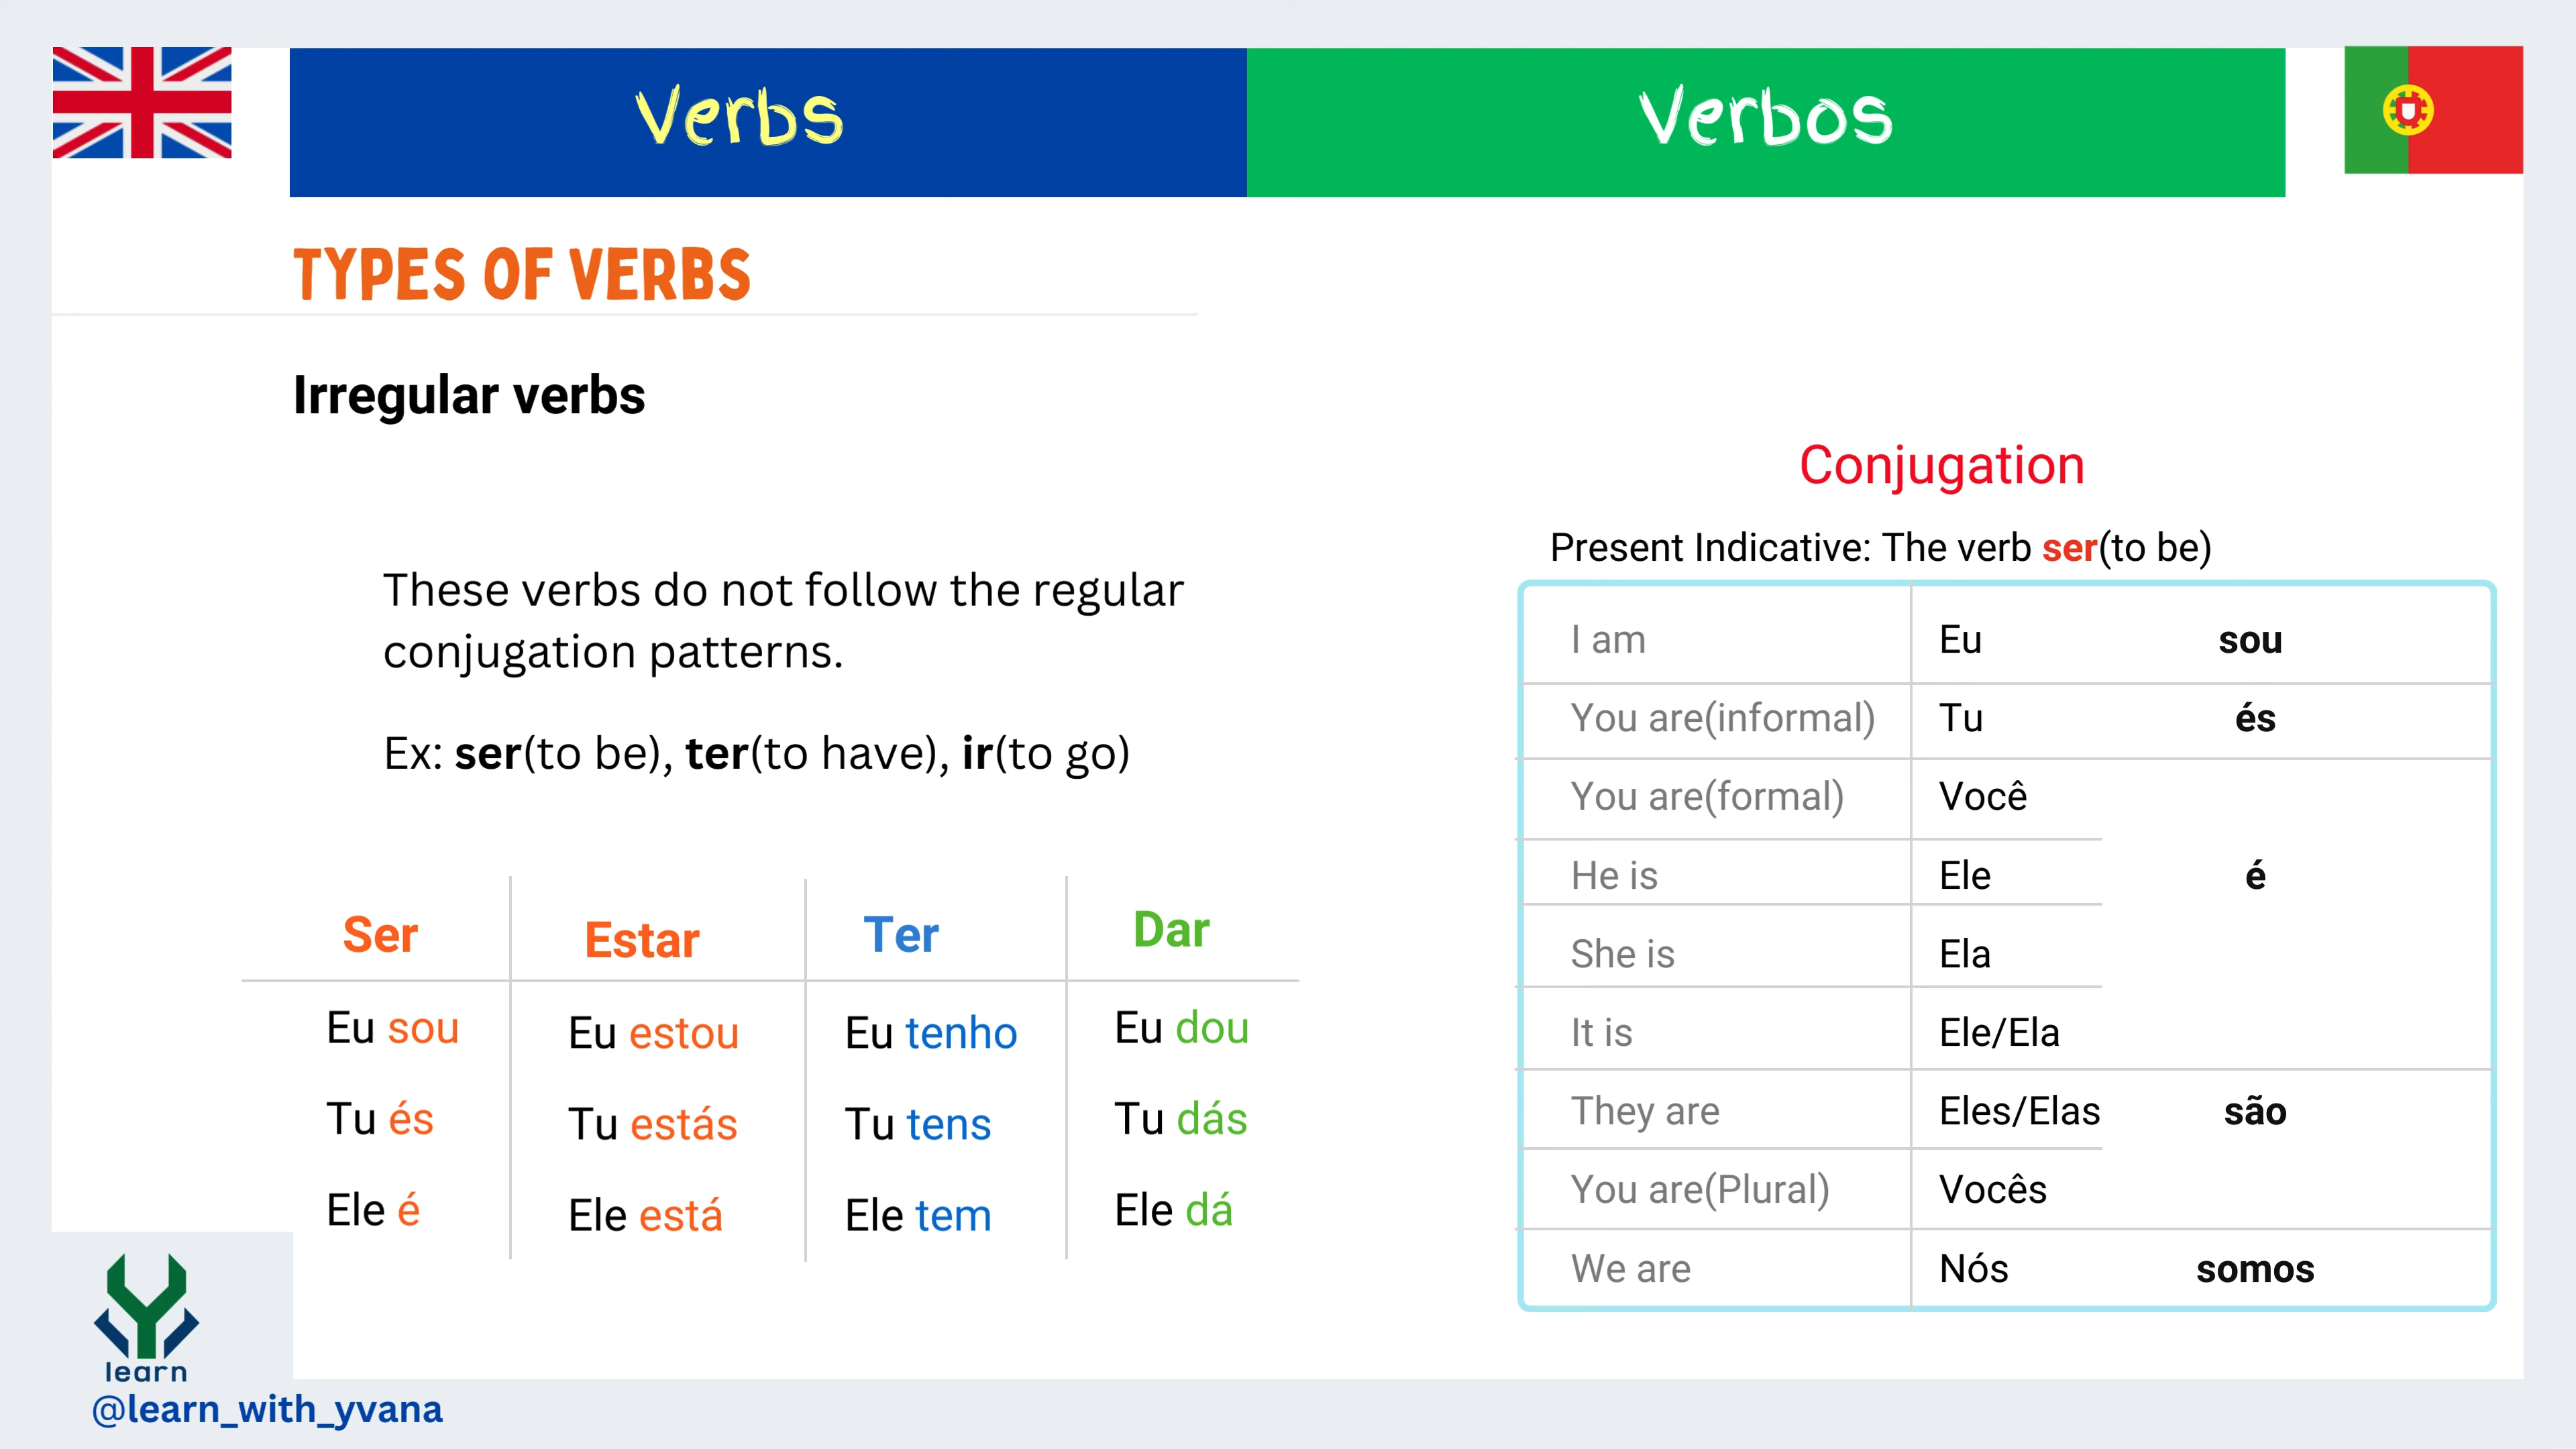 Verbs
Verbos
TYPES OF VERBS
Irregular verbs
These verbs do not follow the regular
conjugation patterns.
Ex: ser(to be), ter(to have), ir(to go)
Ser Estar Ter Dar
Eu sou Eu estou Eu tenho Eu dou
Tu és Tu estás Tu tens Tu dás
Ele é Ele está Ele tem Ele dá
Conjugation
Present Indicative: The verb ser(to be)
I am Eu sou
You are(informal) Tu és
You are(formal) Você
He is Ele é
She is Ela
It is Ele/Ela
They are Eles/Elas são
You are(Plural) Vocês
We are Nós somos
learn
@learn_with_yvana